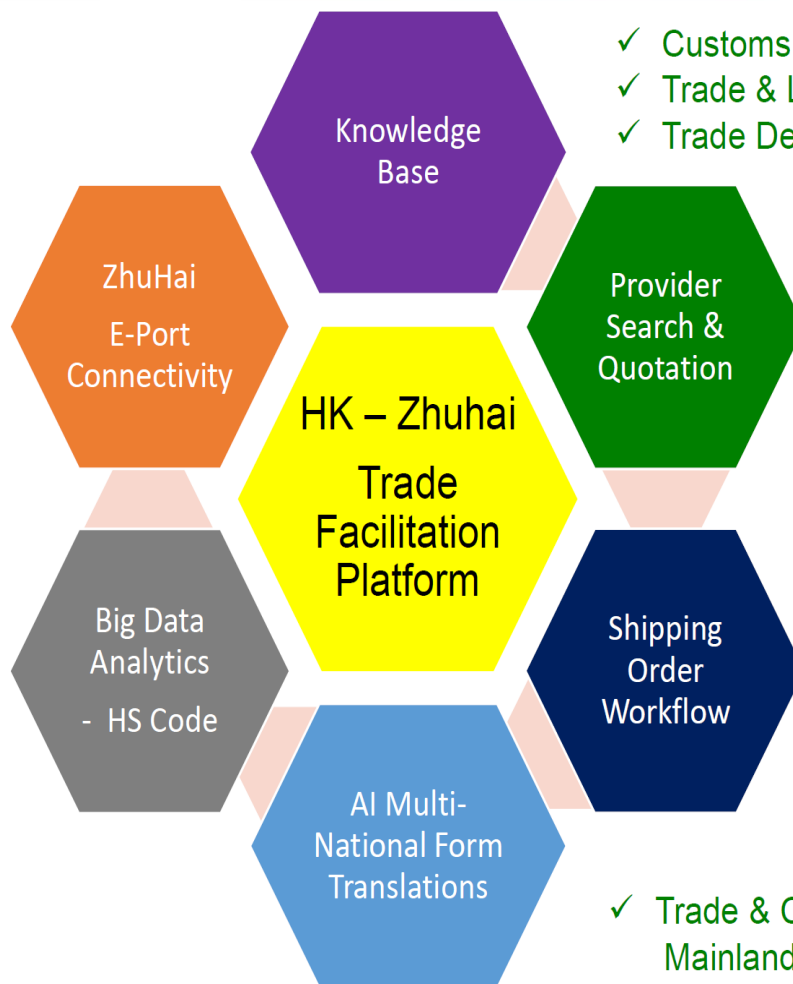 Customs
Trade & L
Trade De
Knowledge
Base
ZhuHai
E-Port
Connectivity
Provider
Search &
Quotation
HK – Zhuhai
Trade
Facilitation
Platform
Big Data
Analytics
- HS Code
Shipping
Order
Workflow
AI Multi-
National Form
Translations
Trade & C
Mainland